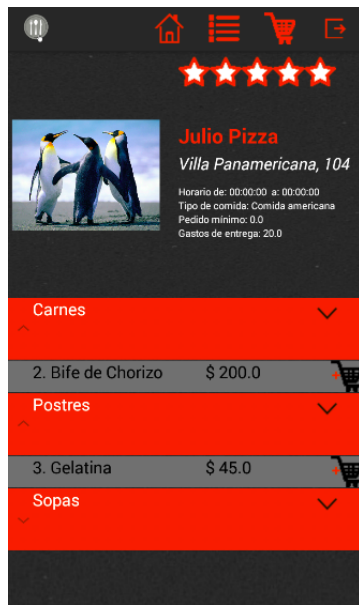 Julio Pizza
Villa Panamericana, 104
Horario de: 00:00:00 a: 00:00:00
Tipo de comida: Comida americana
Pedido mínimo: 0.0
Gastos de entrega: 20.0
Carnes
2. Bife de Chorizo $ 200.0
Postres
3. Gelatina $ 45.0
Sopas